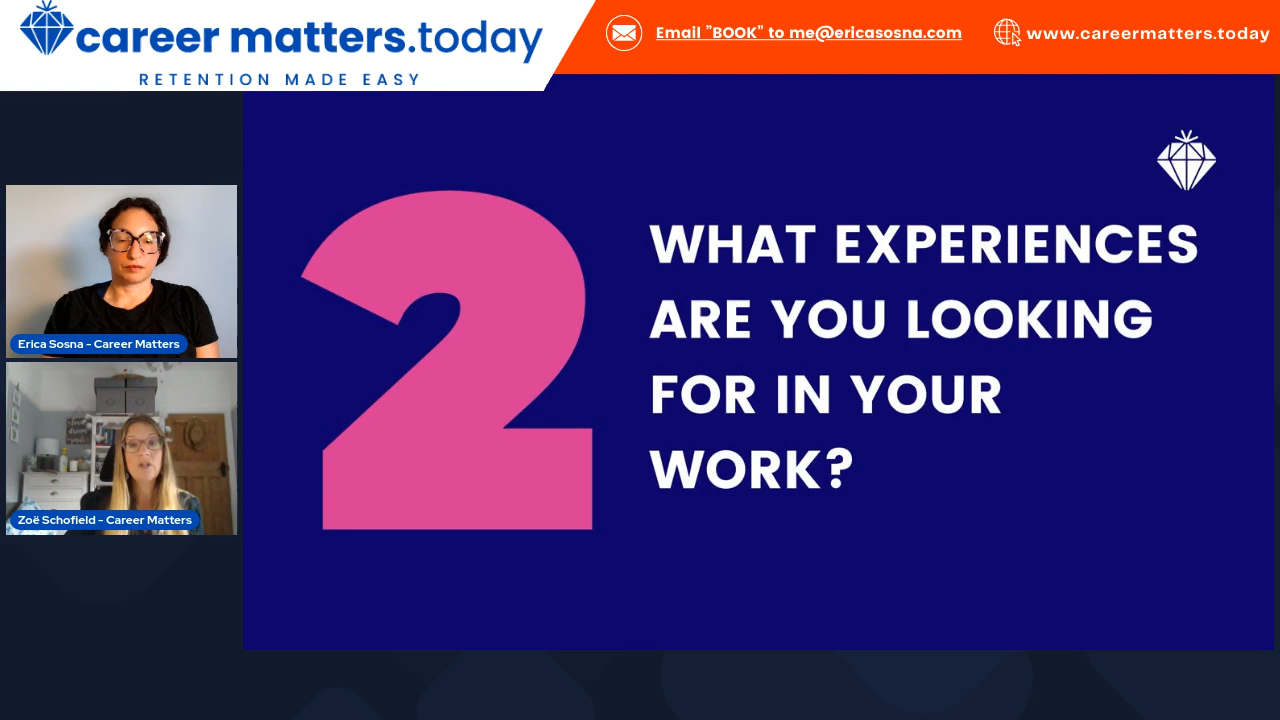 career matters.today
RETENTION MADE EASY
Email "BOOK" to me@ericasosna.com
www.careermatters.today
Erica Sosna - Career Matters
Zoë Schofield - Career Matters
2
WHAT EXPERIENCES
ARE YOU LOOKING
FOR IN YOUR
WORK?